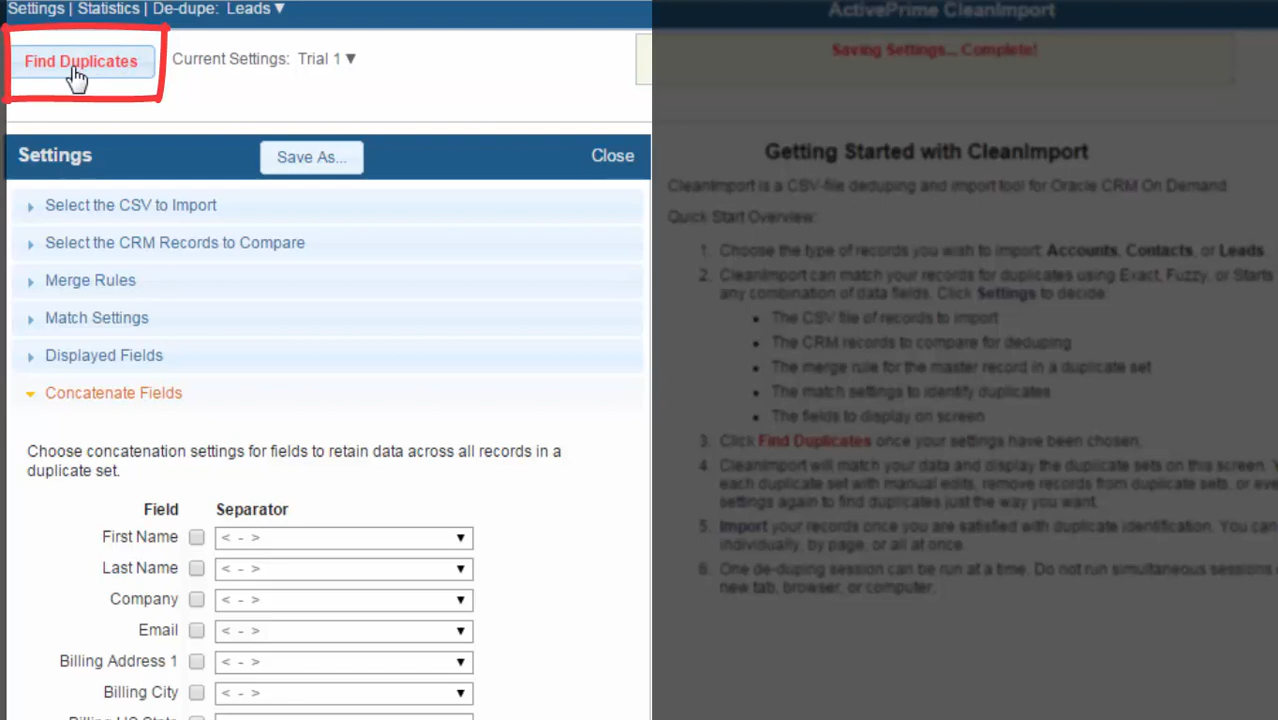 Settings | Statistics | De-dupe: Leads ▼
ActivePrime CleanImport
Find Duplicates
Current Settings: Trial 1 ▼
Saving Settings... Complete!
Settings
Save As...
Close
Select the CSV to Import
Select the CRM Records to Compare
Merge Rules
Match Settings
Displayed Fields
Concatenate Fields
Choose concatenation settings for fields to retain data across all records in a
duplicate set.
Field Separator
First Name < - >
Last Name < - >
Company < - >
Email < - >
Billing Address 1 < - >
Billing City < - >
Getting Started with CleanImport
CleanImport is a CSV-file deduping and import tool for Oracle CRM On Demand
Quick Start Overview:
1. Choose the type of records you wish to import: Accounts, Contacts, or Leads
2. CleanImport can match your records for duplicates using Exact, Fuzzy, or Starts
any combination of data fields. Click Settings to decide:
• The CSV file of records to import
• The CRM records to compare for deduping
• The merge rule for the master record in a duplicate set
• The match settings to identify duplicates
• The fields to display on screen
3. Click Find Duplicates once your settings have been chosen.
4. CleanImport will match your data and display the duplicate sets on this screen.
each duplicate set with manual edits, remove records from duplicate sets, or
settings again to find duplicates just the way you want.
5. Import your records once you are satisfied with duplicate identification. You can
individually, by page, or all at once.
6. One de-duping session can be run at a time. Do not run simultaneous sessions
new tab, browser, or computer.